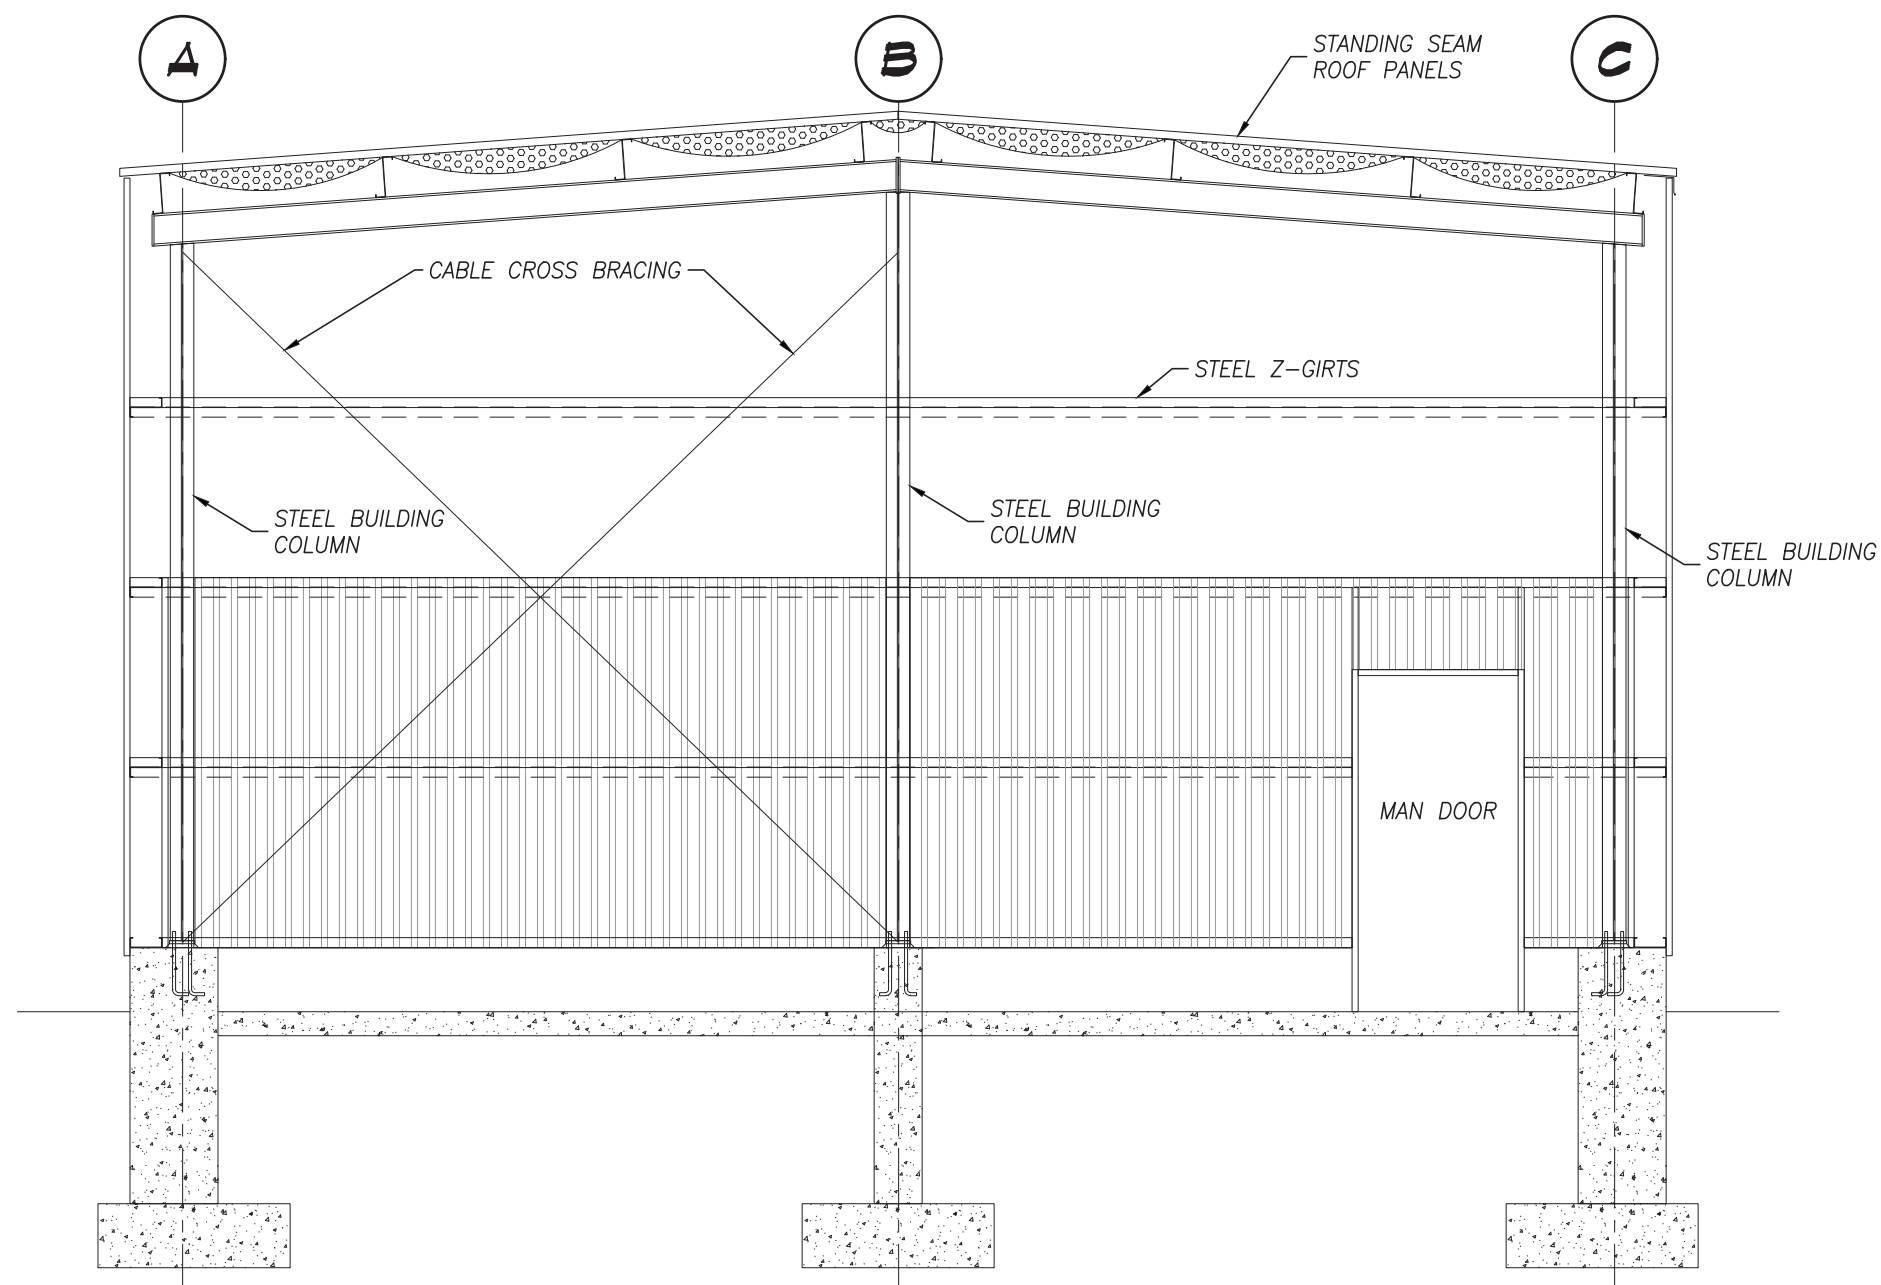 A
B
C
STANDING SEAM
ROOF PANELS
CABLE CROSS BRACING
STEEL Z-GIRTS
STEEL BUILDING
COLUMN
STEEL BUILDING
COLUMN
STEEL BUILDING
COLUMN
MAN DOOR